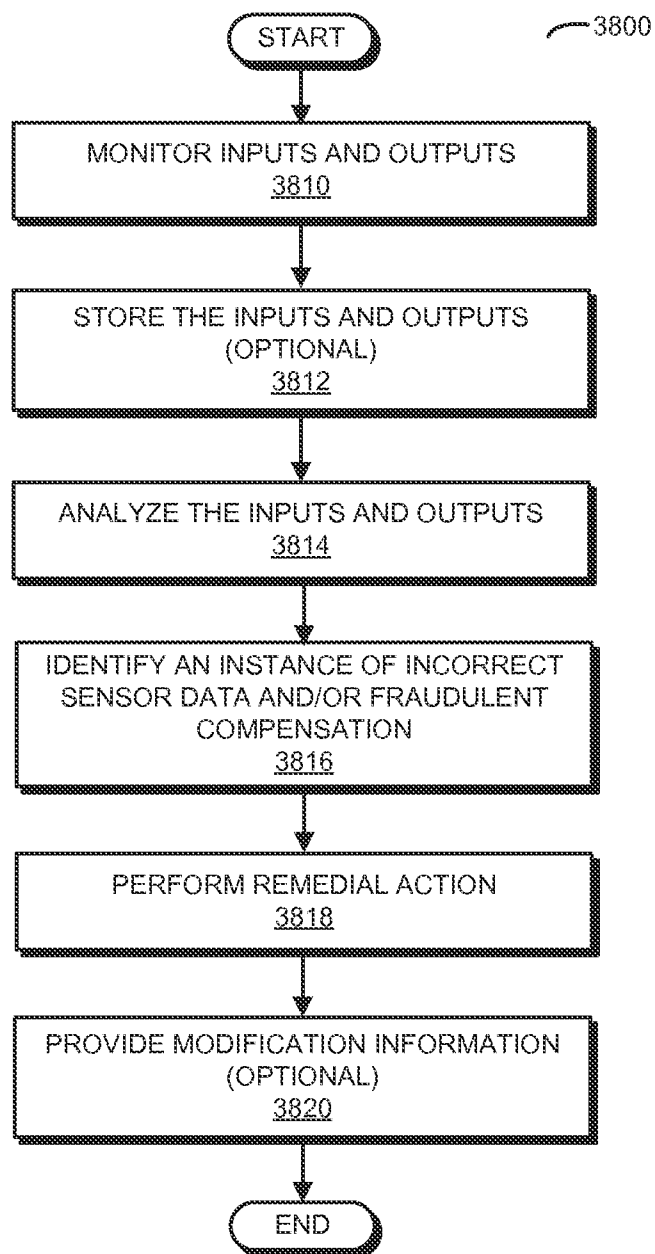 START
3800
MONITOR INPUTS AND OUTPUTS
3810
STORE THE INPUTS AND OUTPUTS
(OPTIONAL)
3812
ANALYZE THE INPUTS AND OUTPUTS
3814
IDENTIFY AN INSTANCE OF INCORRECT
SENSOR DATA AND/OR FRAUDULENT
COMPENSATION
3816
PERFORM REMEDIAL ACTION
3818
PROVIDE MODIFICATION INFORMATION
(OPTIONAL)
3820
END